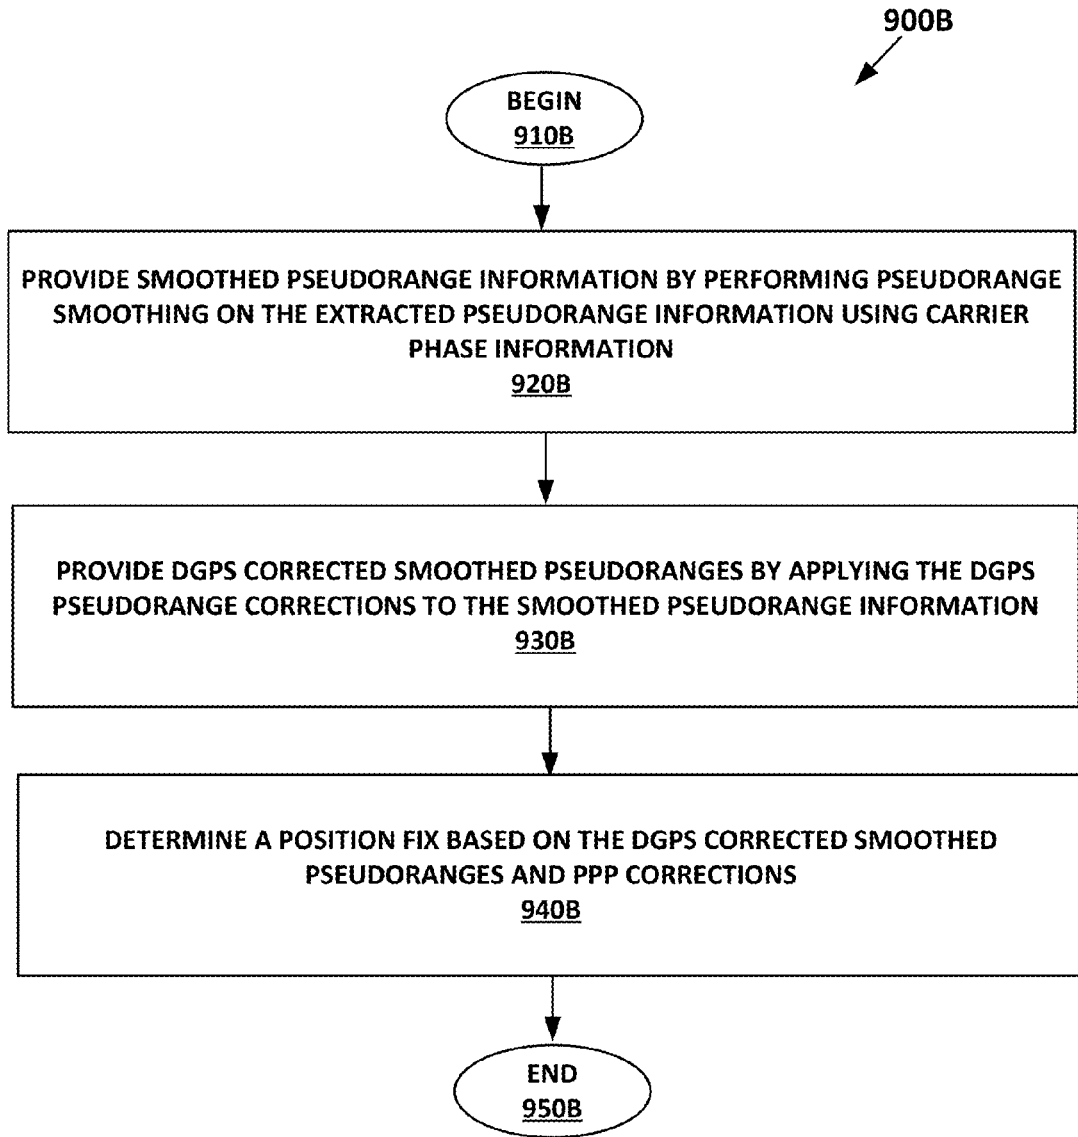 900B
BEGIN
910B
PROVIDE SMOOTHED PSEUDORANGE INFORMATION BY PERFORMING PSEUDORANGE
SMOOTHING ON THE EXTRACTED PSEUDORANGE INFORMATION USING CARRIER
PHASE INFORMATION
920B
PROVIDE DGPS CORRECTED SMOOTHED PSEUDORANGES BY APPLYING THE DGPS
PSEUDORANGE CORRECTIONS TO THE SMOOTHED PSEUDORANGE INFORMATION
930B
DETERMINE A POSITION FIX BASED ON THE DGPS CORRECTED SMOOTHED
PSEUDORANGES AND PPP CORRECTIONS
940B
END
950B